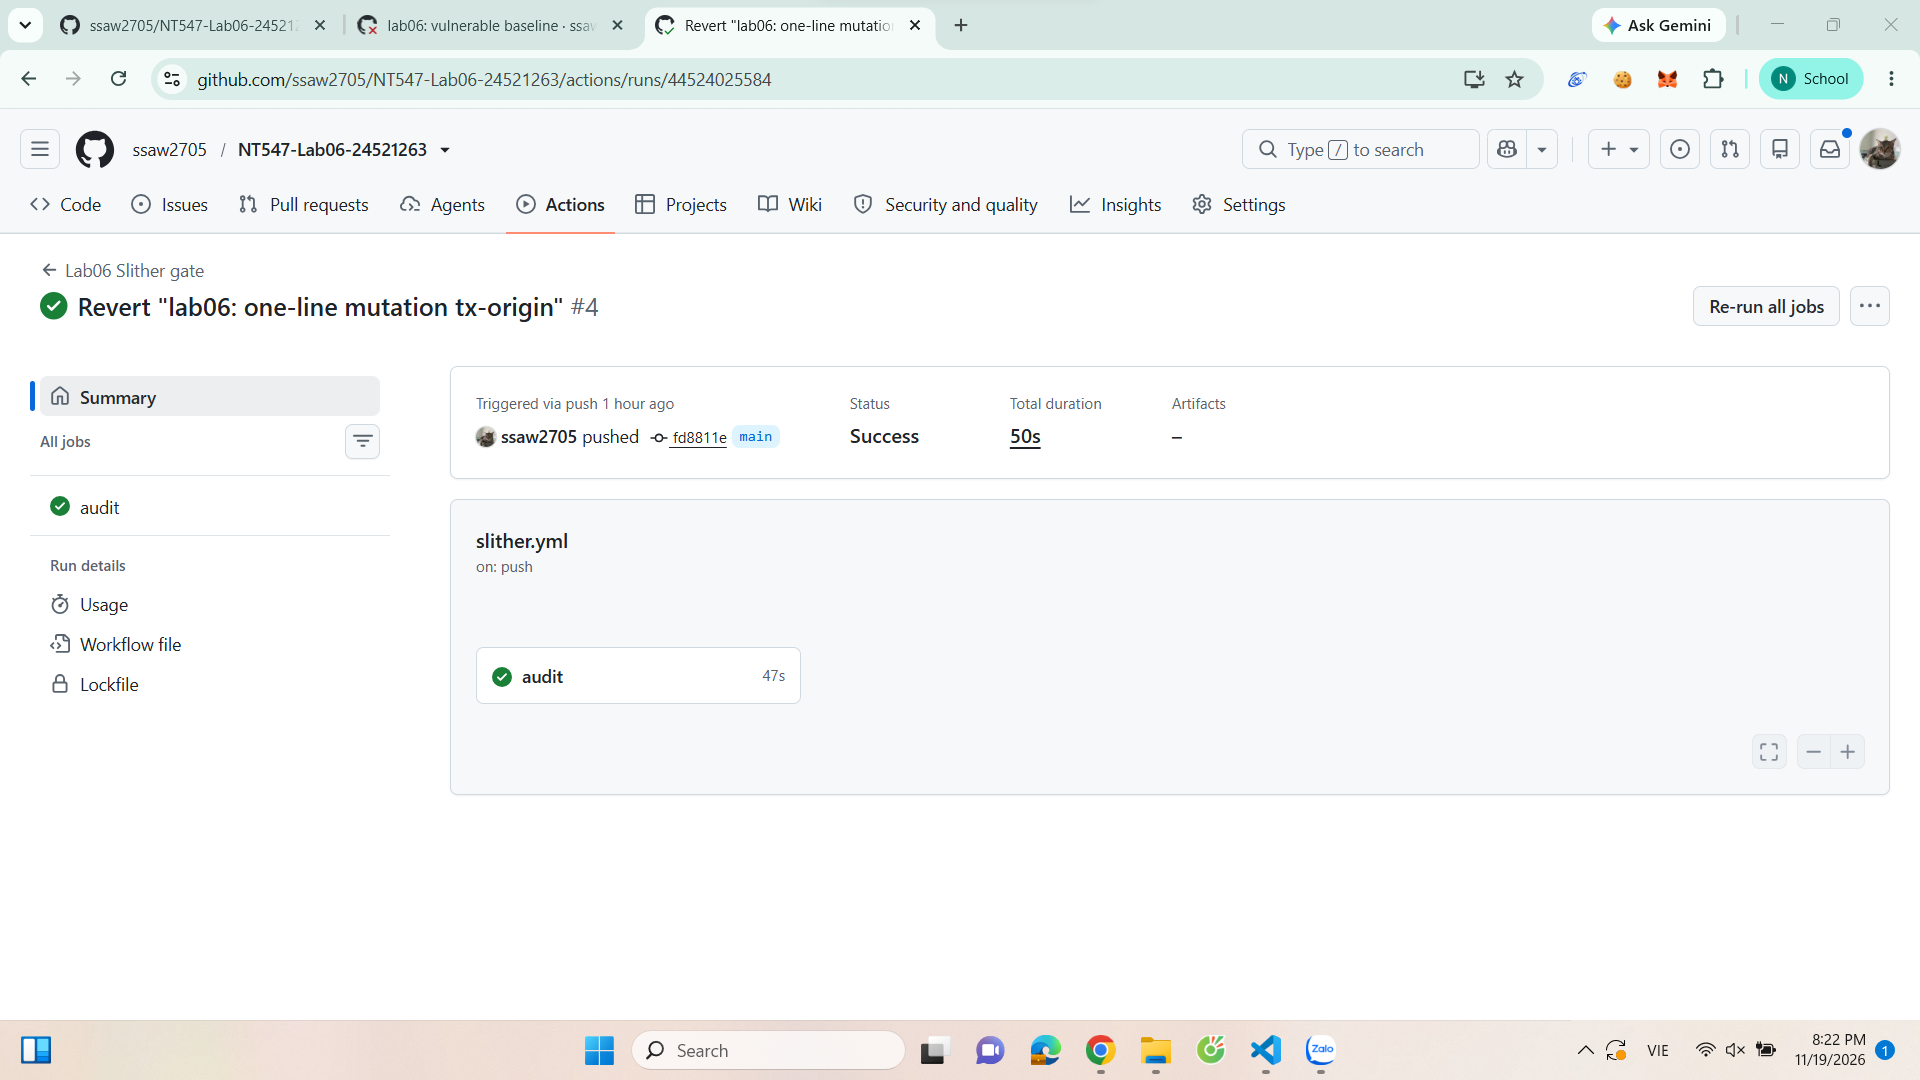 ssaw2705/NT547-Lab06-24521
lab06: vulnerable baseline · ssaw
Revert "lab06: one-line mutation
Ask Gemini
github.com/ssaw2705/NT547-Lab06-24521263/actions/runs/44524025584
N School
ssaw2705 / NT547-Lab06-24521263
Type / to search
Code
Issues
Pull requests
Agents
Actions
Projects
Wiki
Security and quality
Insights
Settings
Lab06 Slither gate
Revert "lab06: one-line mutation tx-origin" #4
Re-run all jobs
Summary
All jobs
audit
Run details
Usage
Workflow file
Lockfile
Triggered via push 1 hour ago
ssaw2705 pushed fd8811e main
Status
Success
Total duration
50s
Artifacts
–
slither.yml
on: push
audit 47s
Search
Zalo
VIE
8:22 PM
11/19/2026
1